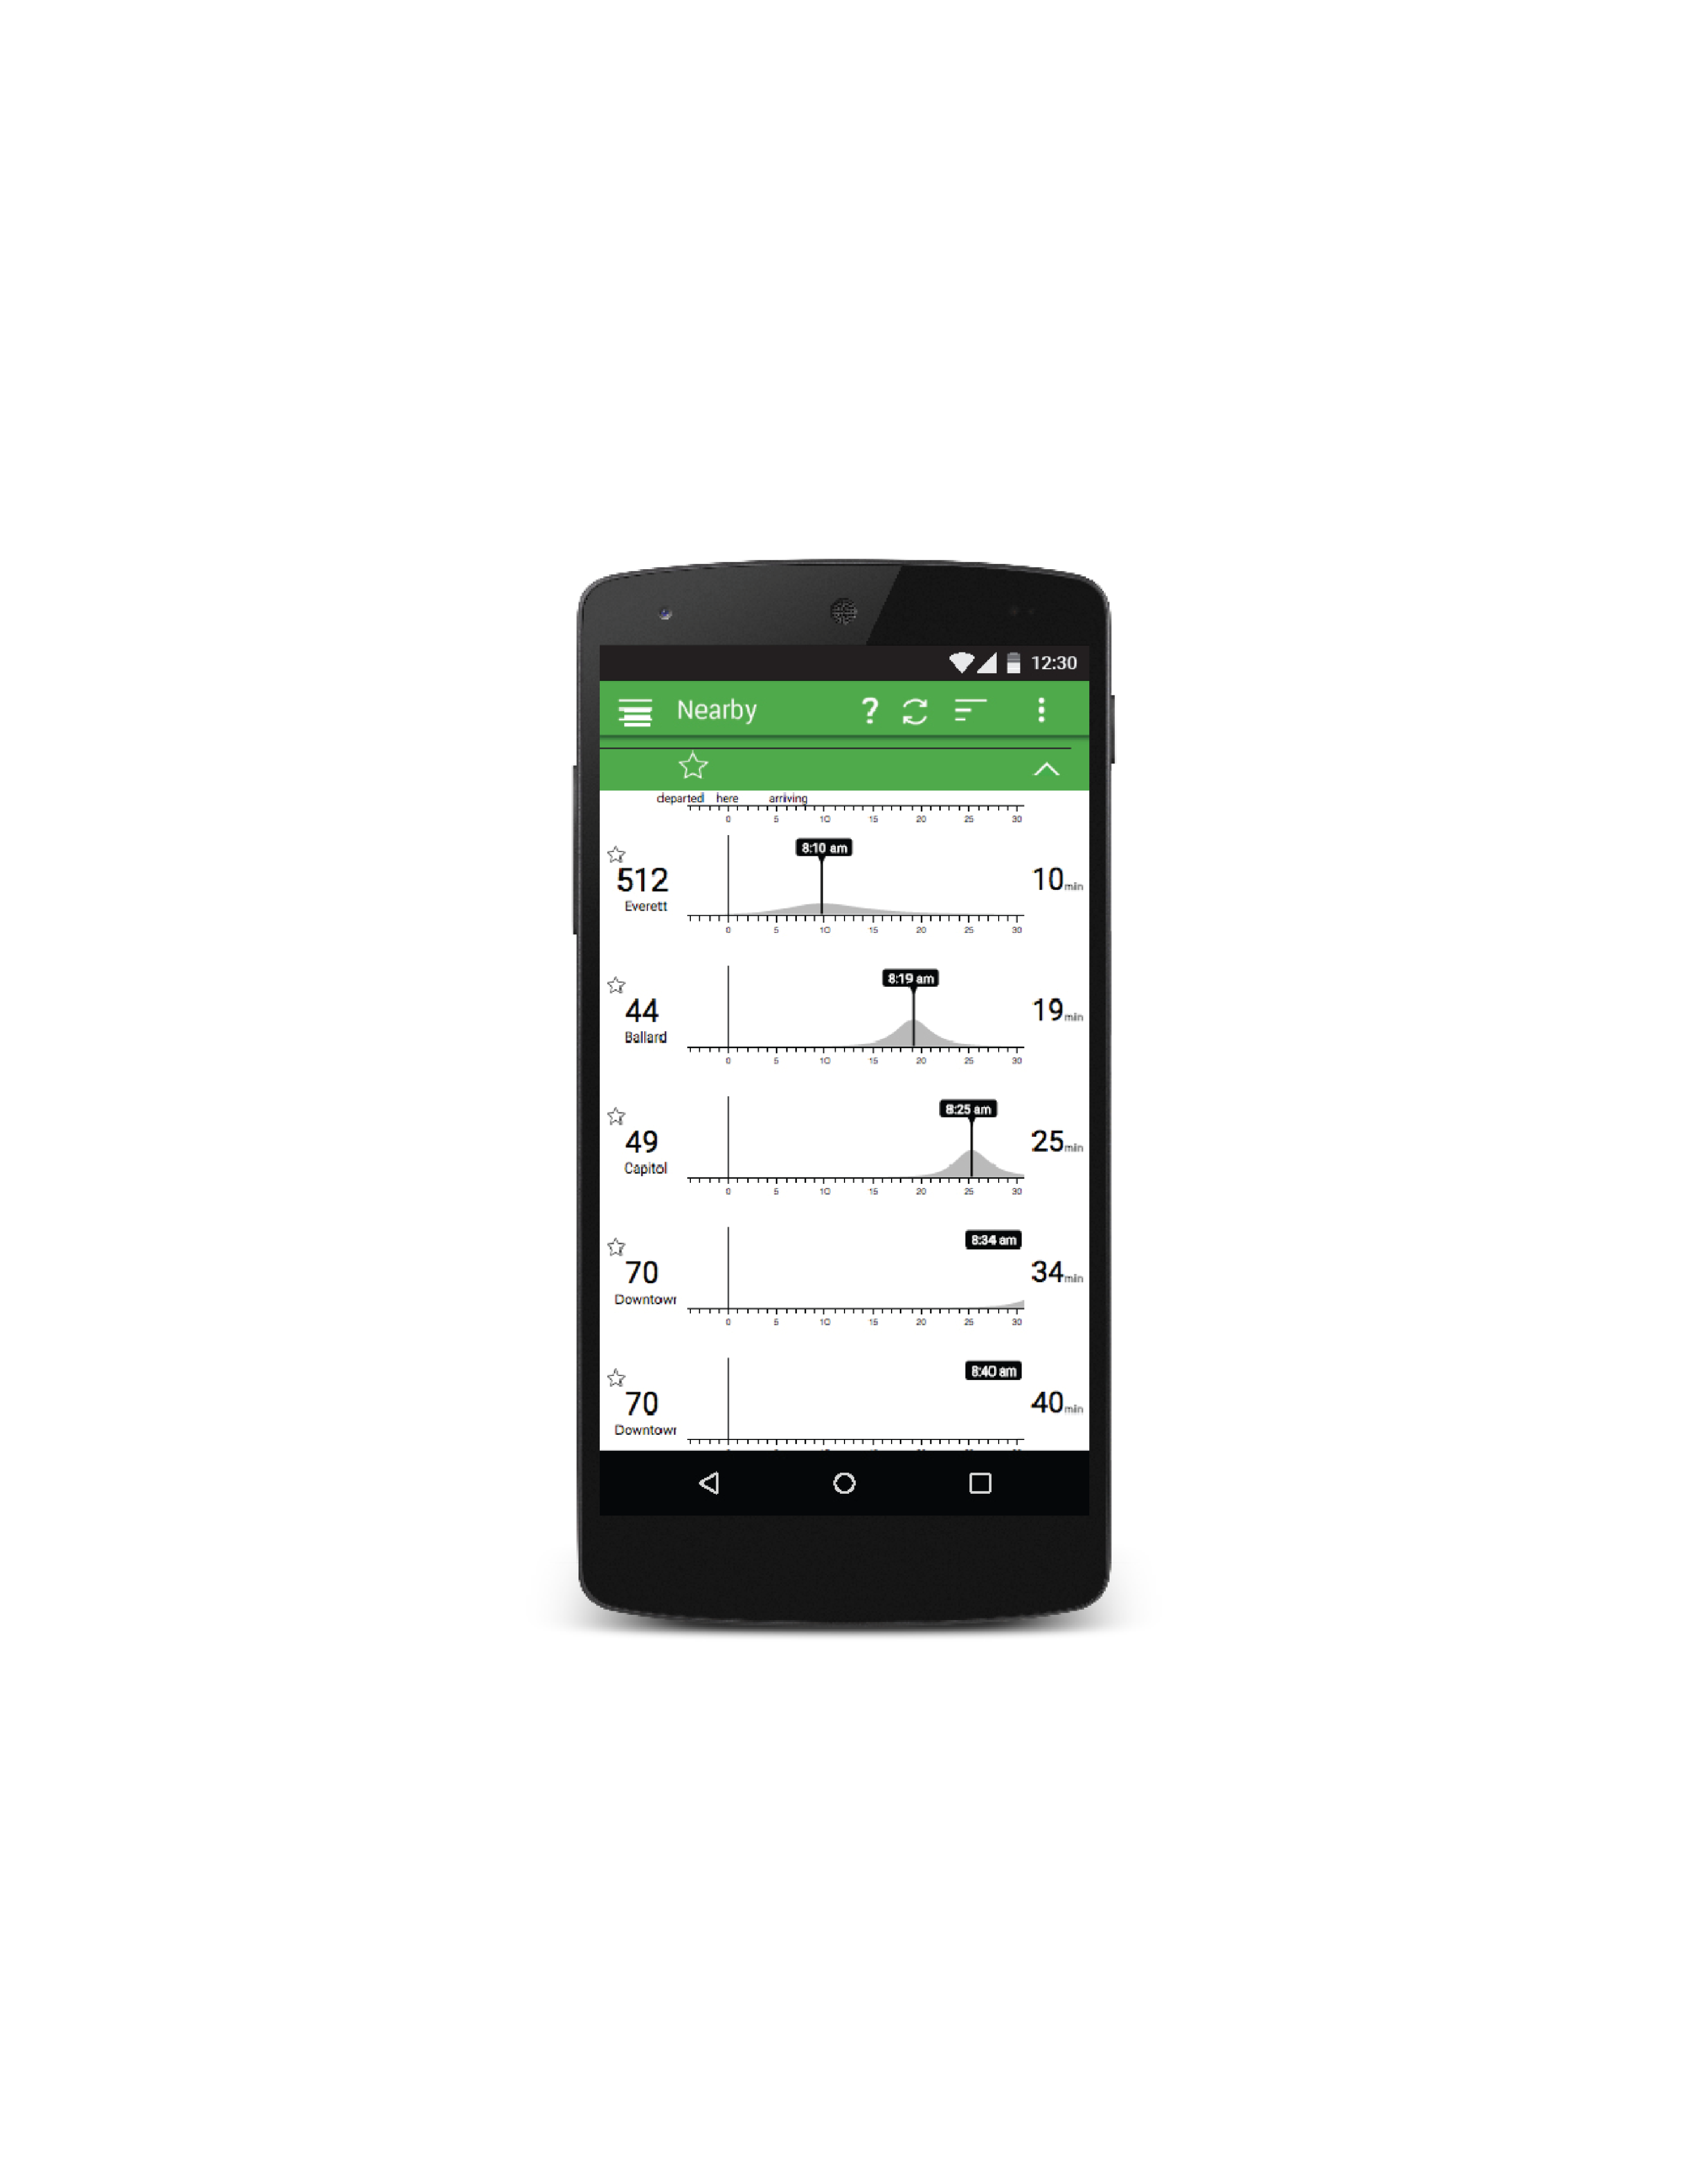 12:30
Nearby ?
departed here arriving
0 5 10 15 20 25 30
8:10 am
512
Everett
10 min
0 5 10 15 20 25 30
8:19 am
44
Ballard
19 min
0 5 10 15 20 25 30
8:25 am
49
Capitol
25 min
0 5 10 15 20 25 30
8:34 am
70
Downtown
34 min
0 5 10 15 20 25 30
8:40 am
70
Downtown
40 min